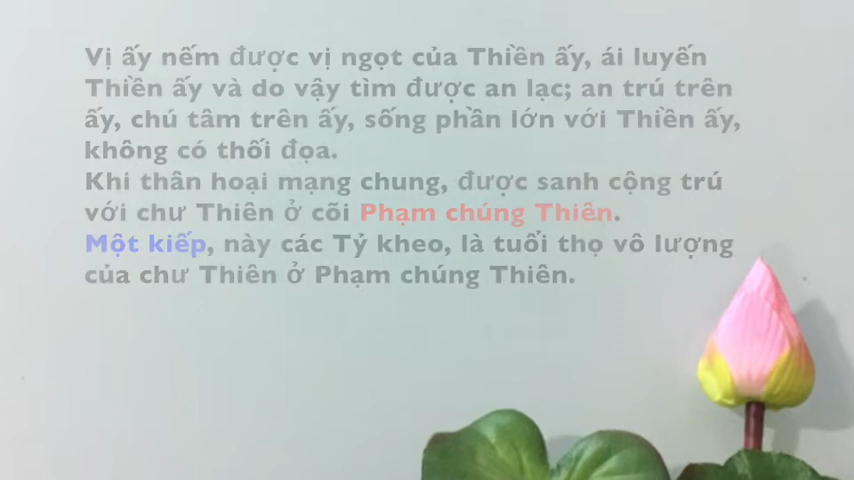 Vị ấy nếm được vị ngọt của Thiền ấy, ái luyến
Thiền ấy và do vậy tìm được an lạc; an trú trên
ấy, chú tâm trên ấy, sống phần lớn với Thiền ấy,
không có thối đọa.
Khi thân hoại mạng chung, được sanh cộng trú
với chư Thiên ở cõi Phạm chúng Thiên.
Một kiếp, này các Tỷ kheo, là tuổi thọ vô lượng
của chư Thiên ở Phạm chúng Thiên.